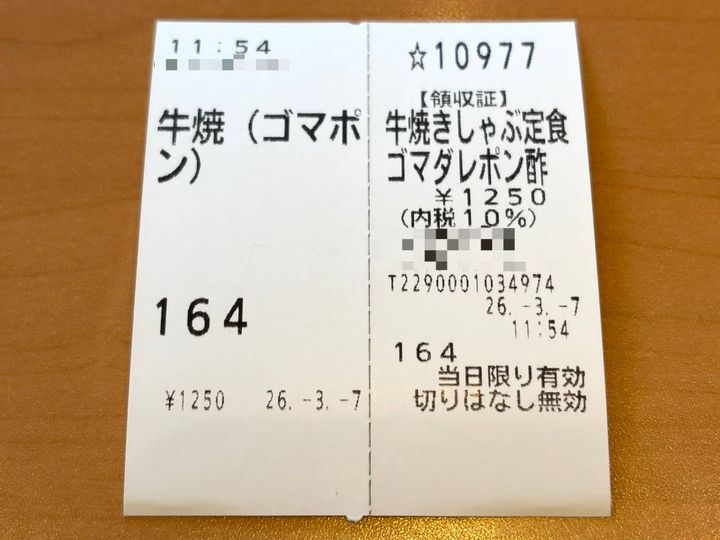 11:54
牛焼(ゴマポ
ン)
164
¥1250 26.-3.-7
☆10977
【領収証】
牛焼きしゃぶ定食
ゴマダレポン酢
¥1250
(内税10%)
T2290001034974
26.-3.-7
11:54
164
当日限り有効
切りはなし無効